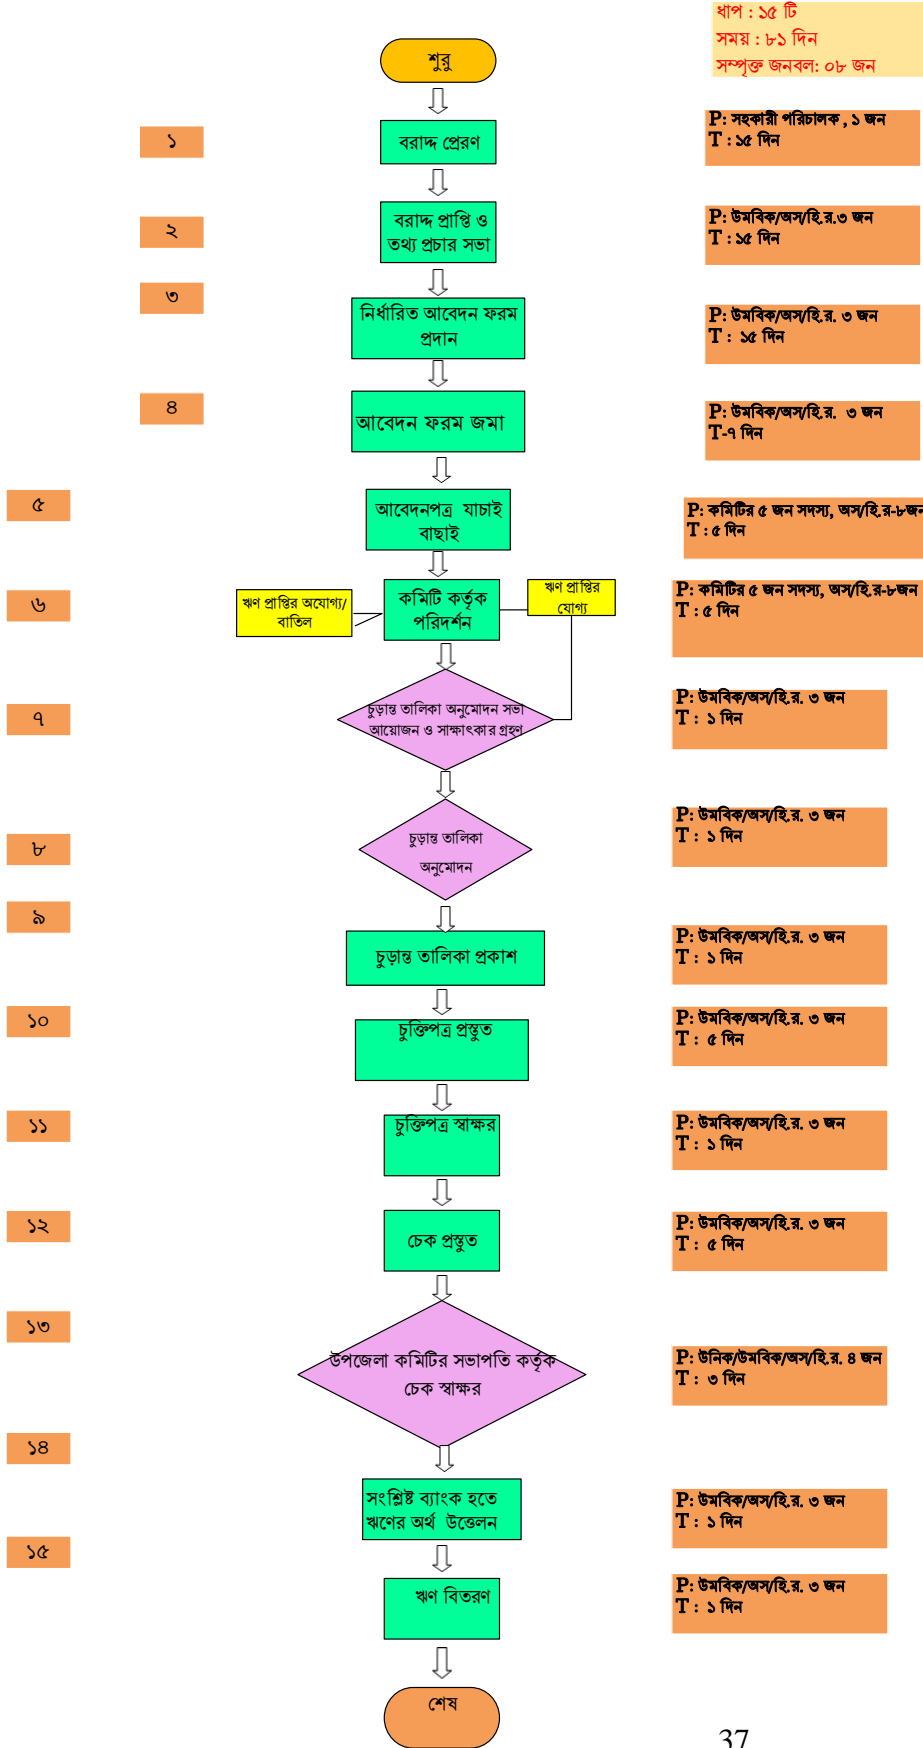 ধাপ : ১৫ টি
সময় : ৮১ দিন
সম্পৃক্ত জনবল: ০৮ জন
শুরু
১
বরাদ্দ প্রেরণ
P: সহকারী পরিচালক , ১ জন
T : ১৫ দিন
২
বরাদ্দ প্রাপ্তি ও
তথ্য প্রচার সভা
P: উমবিক/অস/হি.র.৩ জন
T : ১৫ দিন
৩
নির্ধারিত আবেদন ফরম
প্রদান
P: উমবিক/অস/হি.র. ৩ জন
T : ১৫ দিন
৪
আবেদন ফরম জমা
P: উমবিক/অস/হি.র. ৩ জন
T-৭ দিন
৫
আবেদনপত্র যাচাই
বাছাই
P: কমিটির ৫ জন সদস্য, অস/হি.র-৮জন
T : ৫ দিন
৬
ঋণ প্রাপ্তির অযোগ্য/
বাতিল
কমিটি কর্তৃক
পরিদর্শন
ঋণ প্রাপ্তির
যোগ্য
P: কমিটির ৫ জন সদস্য, অস/হি.র-৮জন
T : ৫ দিন
৭
চুড়ান্ত তালিকা অনুমোদন সভা
আয়োজন ও সাক্ষাৎকার গ্রহণ
P: উমবিক/অস/হি.র. ৩ জন
T : ১ দিন
৮
চুড়ান্ত তালিকা
অনুমোদন
P: উমবিক/অস/হি.র. ৩ জন
T : ১ দিন
৯
চুড়ান্ত তালিকা প্রকাশ
P: উমবিক/অস/হি.র. ৩ জন
T : ১ দিন
১০
চুক্তিপত্র প্রস্তুত
P: উমবিক/অস/হি.র. ৩ জন
T : ৫ দিন
১১
চুক্তিপত্র স্বাক্ষর
P: উমবিক/অস/হি.র. ৩ জন
T : ১ দিন
১২
চেক প্রস্তুত
P: উমবিক/অস/হি.র. ৩ জন
T : ৫ দিন
১৩
উপজেলা কমিটির সভাপতি কর্তৃক
চেক স্বাক্ষর
P: উনিক/উমবিক/অস/হি.র. ৪ জন
T : ৩ দিন
১৪
সংশ্লিষ্ট ব্যাংক হতে
ঋণের অর্থ উত্তেলন
P: উমবিক/অস/হি.র. ৩ জন
T : ১ দিন
১৫
ঋণ বিতরণ
P: উমবিক/অস/হি.র. ৩ জন
T : ১ দিন
শেষ
37